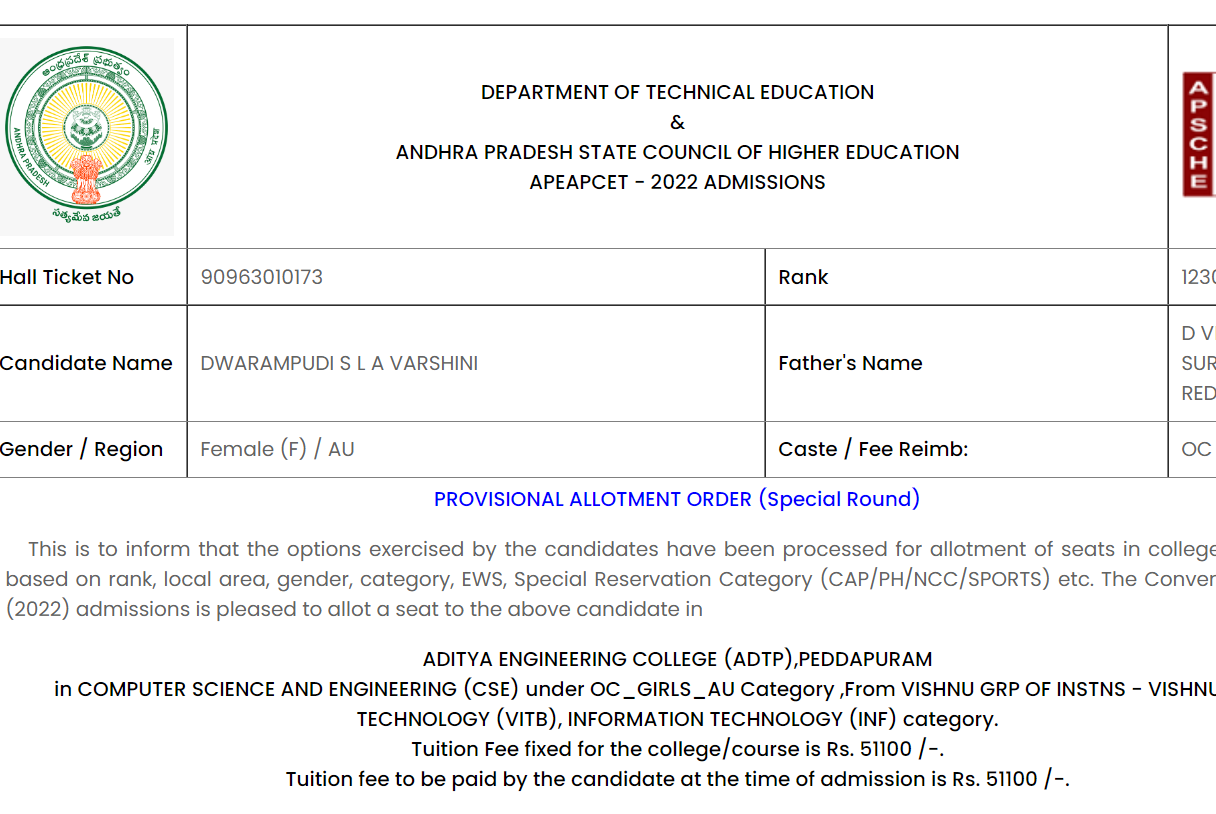 ఆంధ్రప్రదేశ్ ప్రభుత్వం
ANDHRA PRADESH
సత్యమేవ జయతే
DEPARTMENT OF TECHNICAL EDUCATION
&
ANDHRA PRADESH STATE COUNCIL OF HIGHER EDUCATION
APEAPCET - 2022 ADMISSIONS
APSCHE
Hall Ticket No 90963010173 Rank 1230
Candidate Name DWARAMPUDI S L A VARSHINI Father's Name D V
SUR
RED
Gender / Region Female (F) / AU Caste / Fee Reimb: OC
PROVISIONAL ALLOTMENT ORDER (Special Round)
This is to inform that the options exercised by the candidates have been processed for allotment of seats in college
based on rank, local area, gender, category, EWS, Special Reservation Category (CAP/PH/NCC/SPORTS) etc. The Conver
(2022) admissions is pleased to allot a seat to the above candidate in
ADITYA ENGINEERING COLLEGE (ADTP),PEDDAPURAM
in COMPUTER SCIENCE AND ENGINEERING (CSE) under OC_GIRLS_AU Category ,From VISHNU GRP OF INSTNS - VISHNU
TECHNOLOGY (VITB), INFORMATION TECHNOLOGY (INF) category.
Tuition Fee fixed for the college/course is Rs. 51100 /-.
Tuition fee to be paid by the candidate at the time of admission is Rs. 51100 /-.